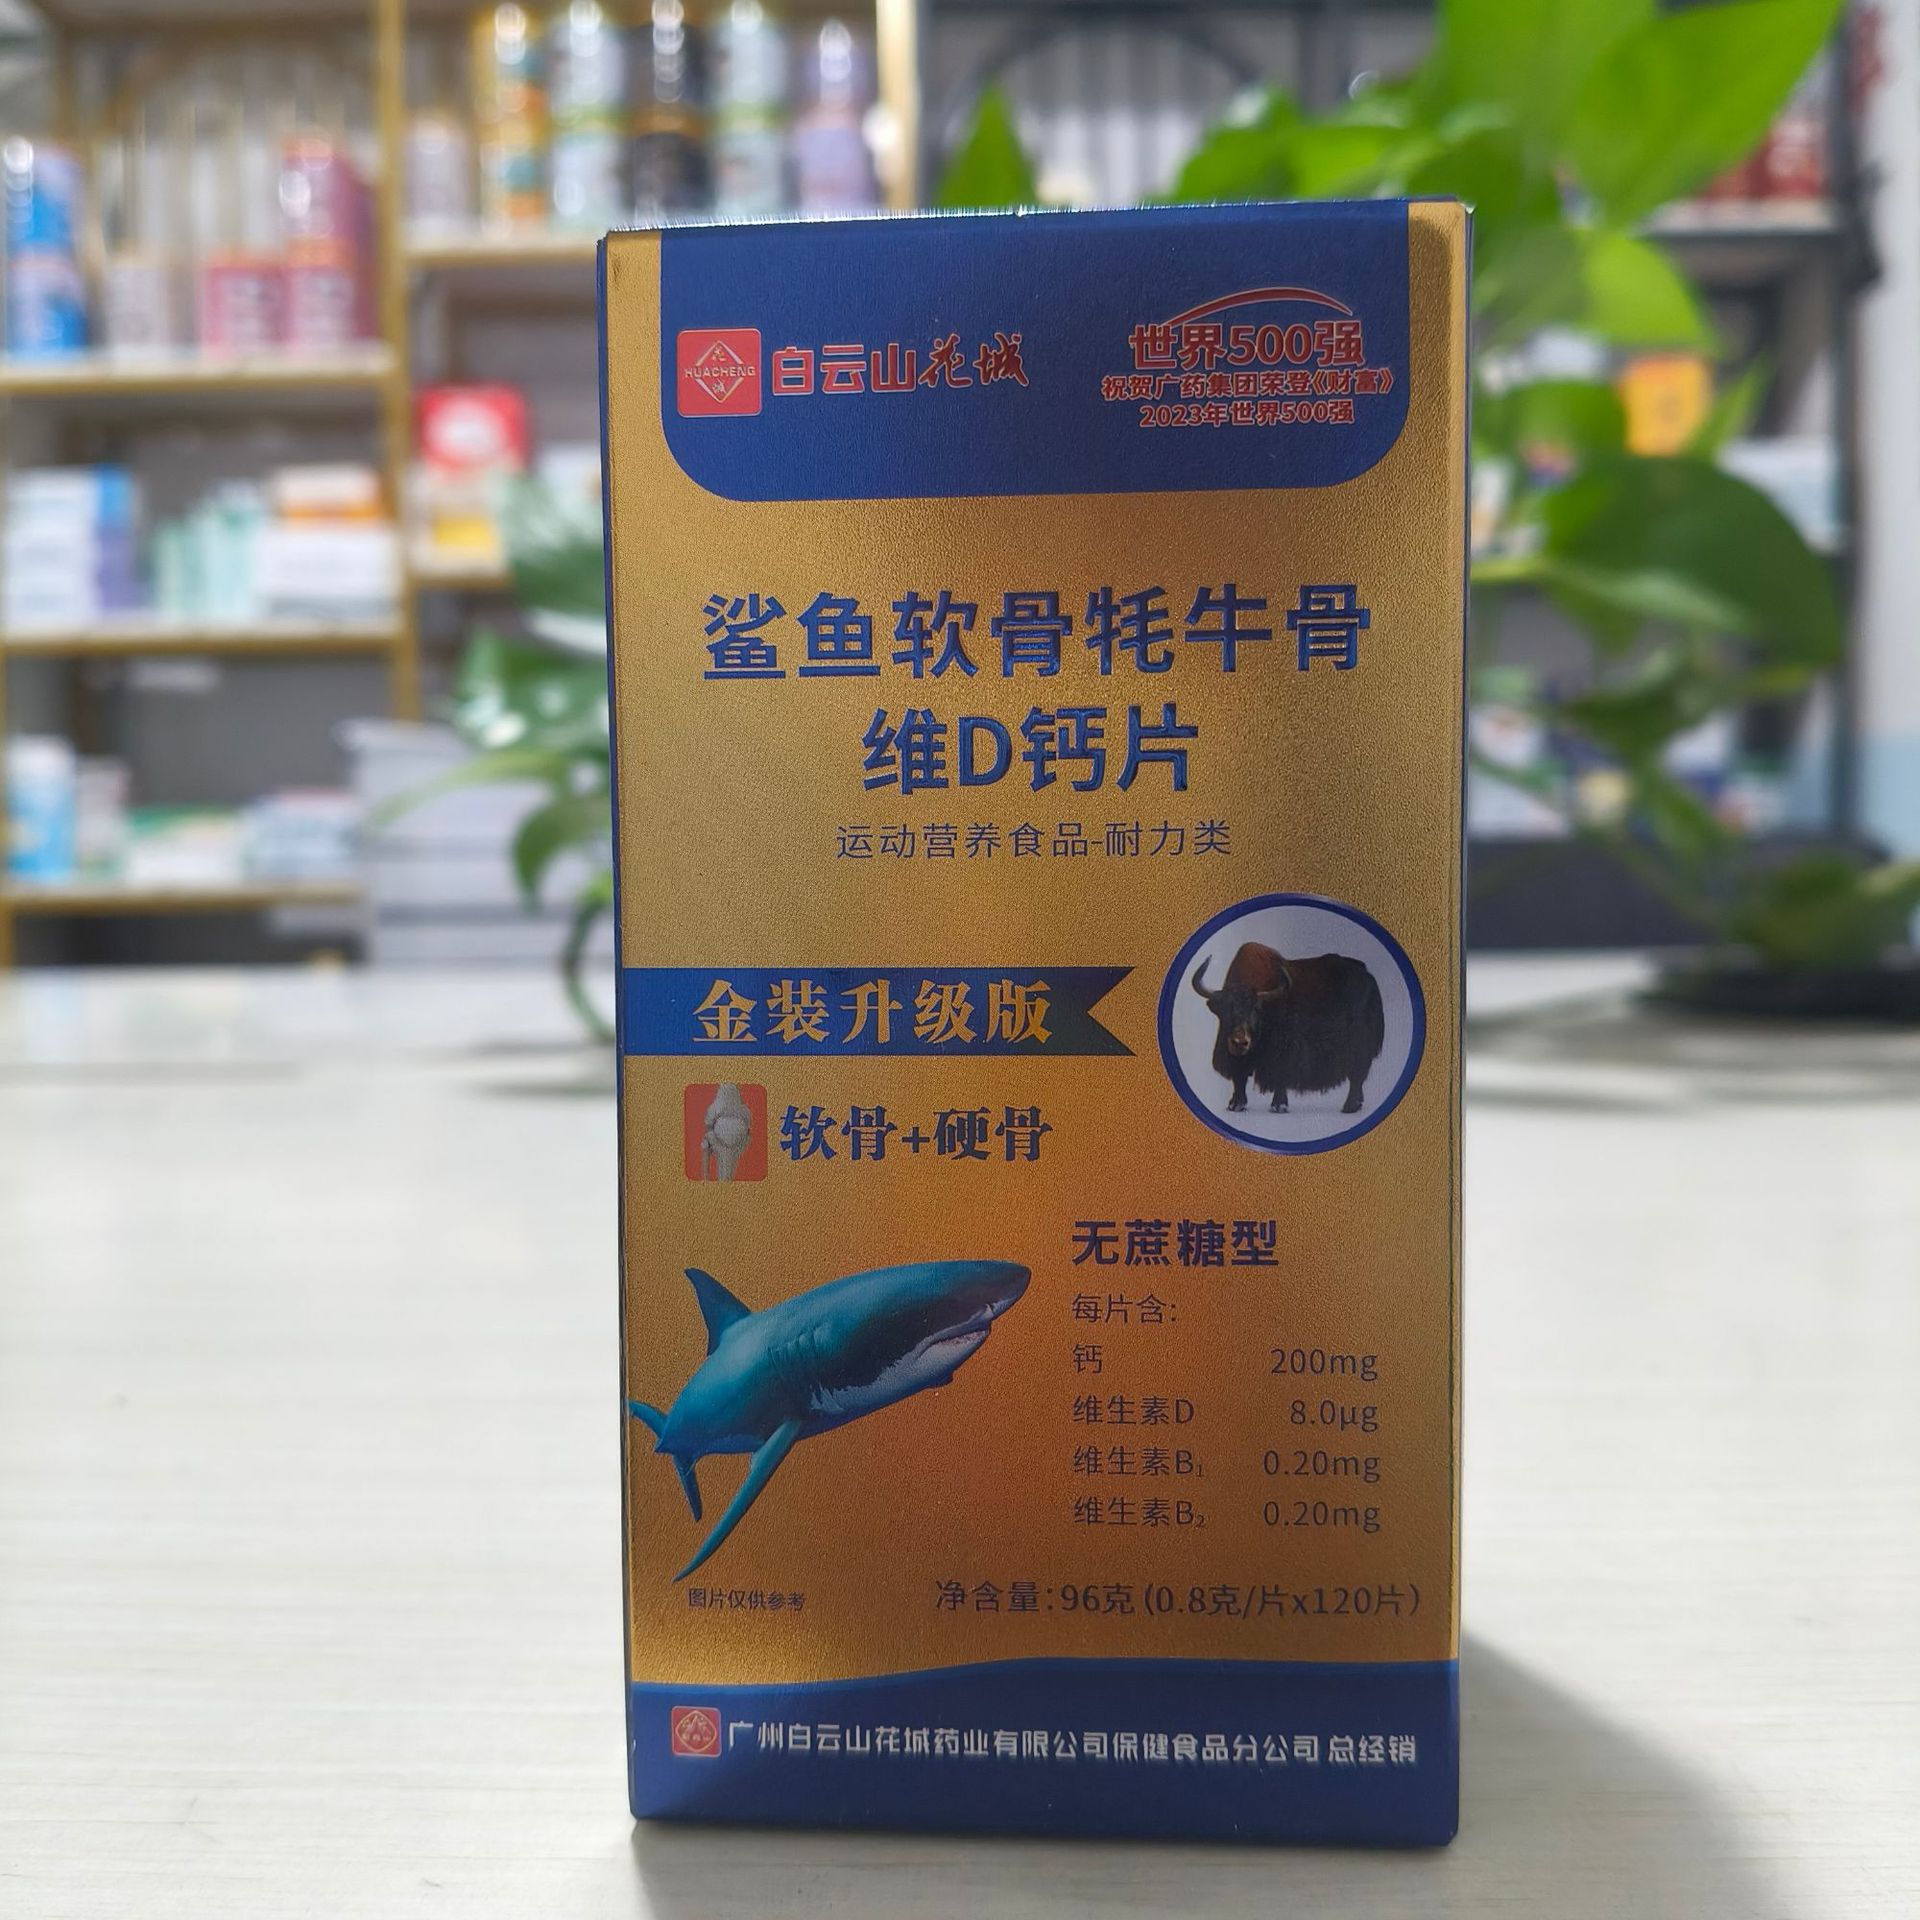 花
HUACHENG
城
白云山花城
世界500强
祝贺广药集团荣登《财富》
2023年世界500强
鲨鱼软骨牦牛骨
维D钙片
运动营养食品-耐力类
金装升级版
软骨+硬骨
无蔗糖型
每片含:
钙 200mg
维生素D 8.0μg
维生素B₁ 0.20mg
维生素B₂ 0.20mg
图片仅供参考
净含量:96克(0.8克/片x120片)
广州白云山花城药业有限公司保健食品分公司 总经销